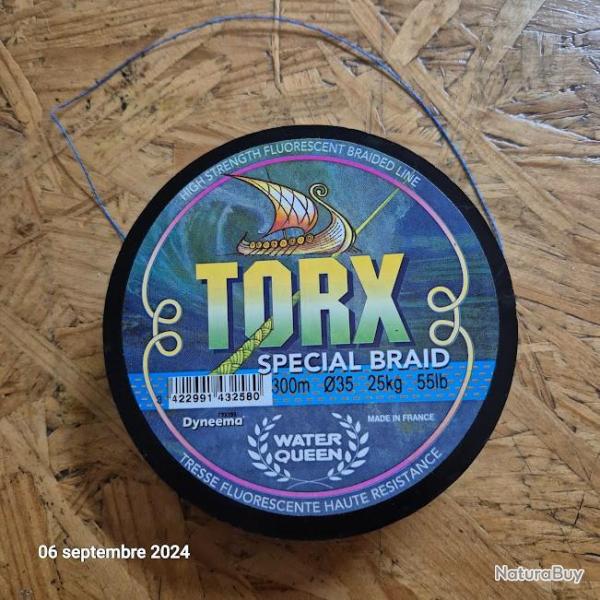 HIGH STRENGTH FLUORESCENT BRAIDED LINE
TORX
SPECIAL BRAID
300m Ø35 25kg 55lb
3 422991 432580
Dyneema®
MADE IN FRANCE
WATER
QUEEN
TRESSE FLUORESCENTE HAUTE RESISTANCE
06 septembre 2024
NaturaBuy